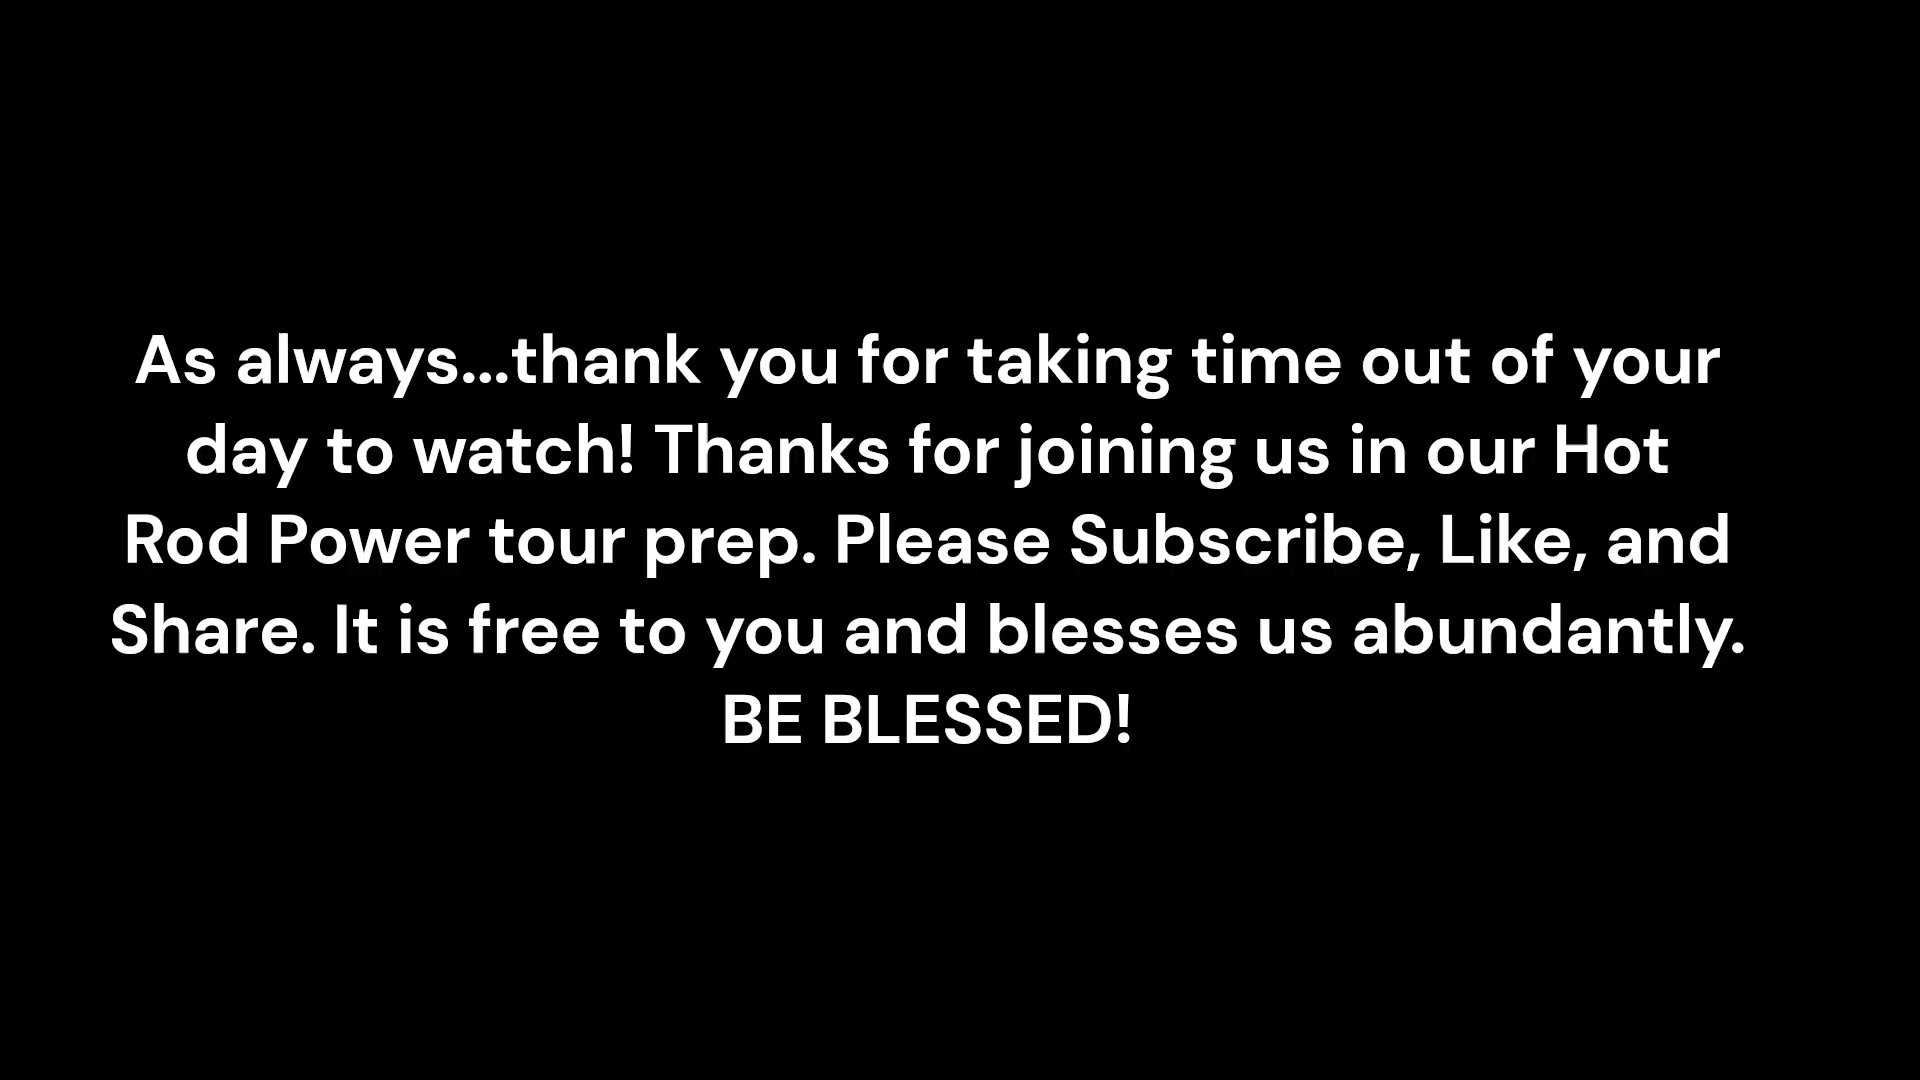 As always...thank you for taking time out of your
day to watch! Thanks for joining us in our Hot
Rod Power tour prep. Please Subscribe, Like, and
Share. It is free to you and blesses us abundantly.
BE BLESSED!